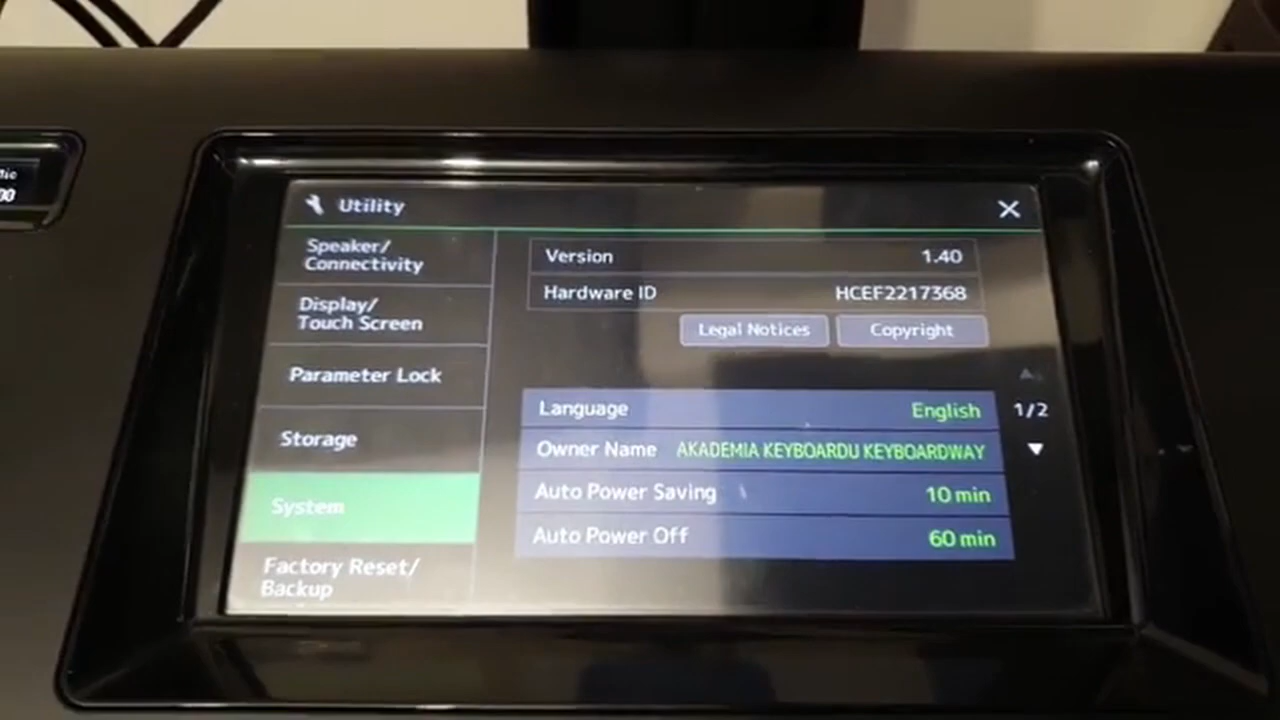 Utility
Speaker/
Connectivity
Display/
Touch Screen
Parameter Lock
Storage
System
Factory Reset/
Backup
Version 1.40
Hardware ID HCEF2217368
Legal Notices Copyright
Language English
1/2
Owner Name AKADEMIA KEYBOARDU KEYBOARDWAY
Auto Power Saving 10 min
Auto Power Off 60 min